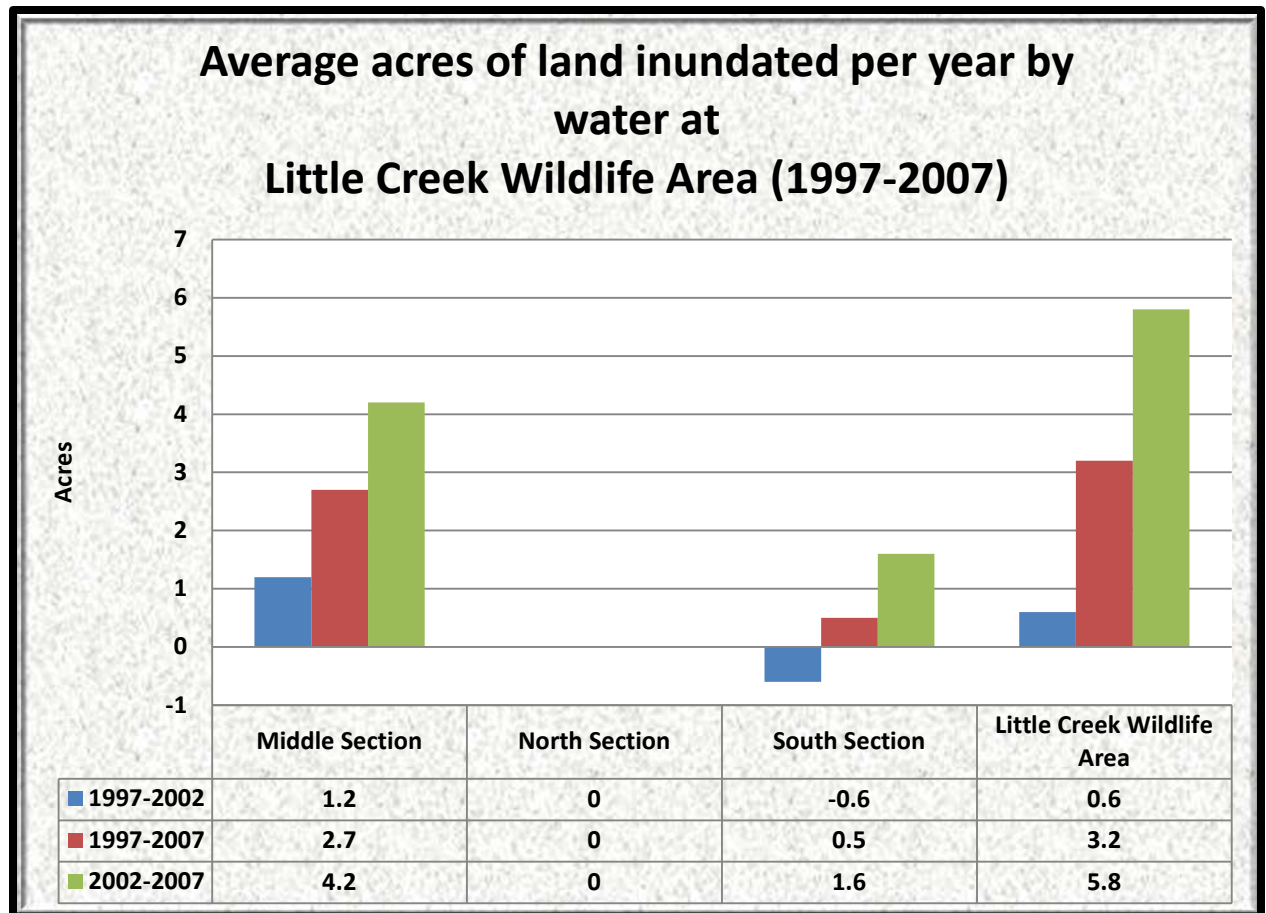 Average acres of land inundated per year by
water at
Little Creek Wildlife Area (1997-2007)
7
6
5
4
3
2
1
0
-1
Acres
Middle Section North Section South Section Little Creek Wildlife
Area
1997-2002 1.2 0 -0.6 0.6
1997-2007 2.7 0 0.5 3.2
2002-2007 4.2 0 1.6 5.8